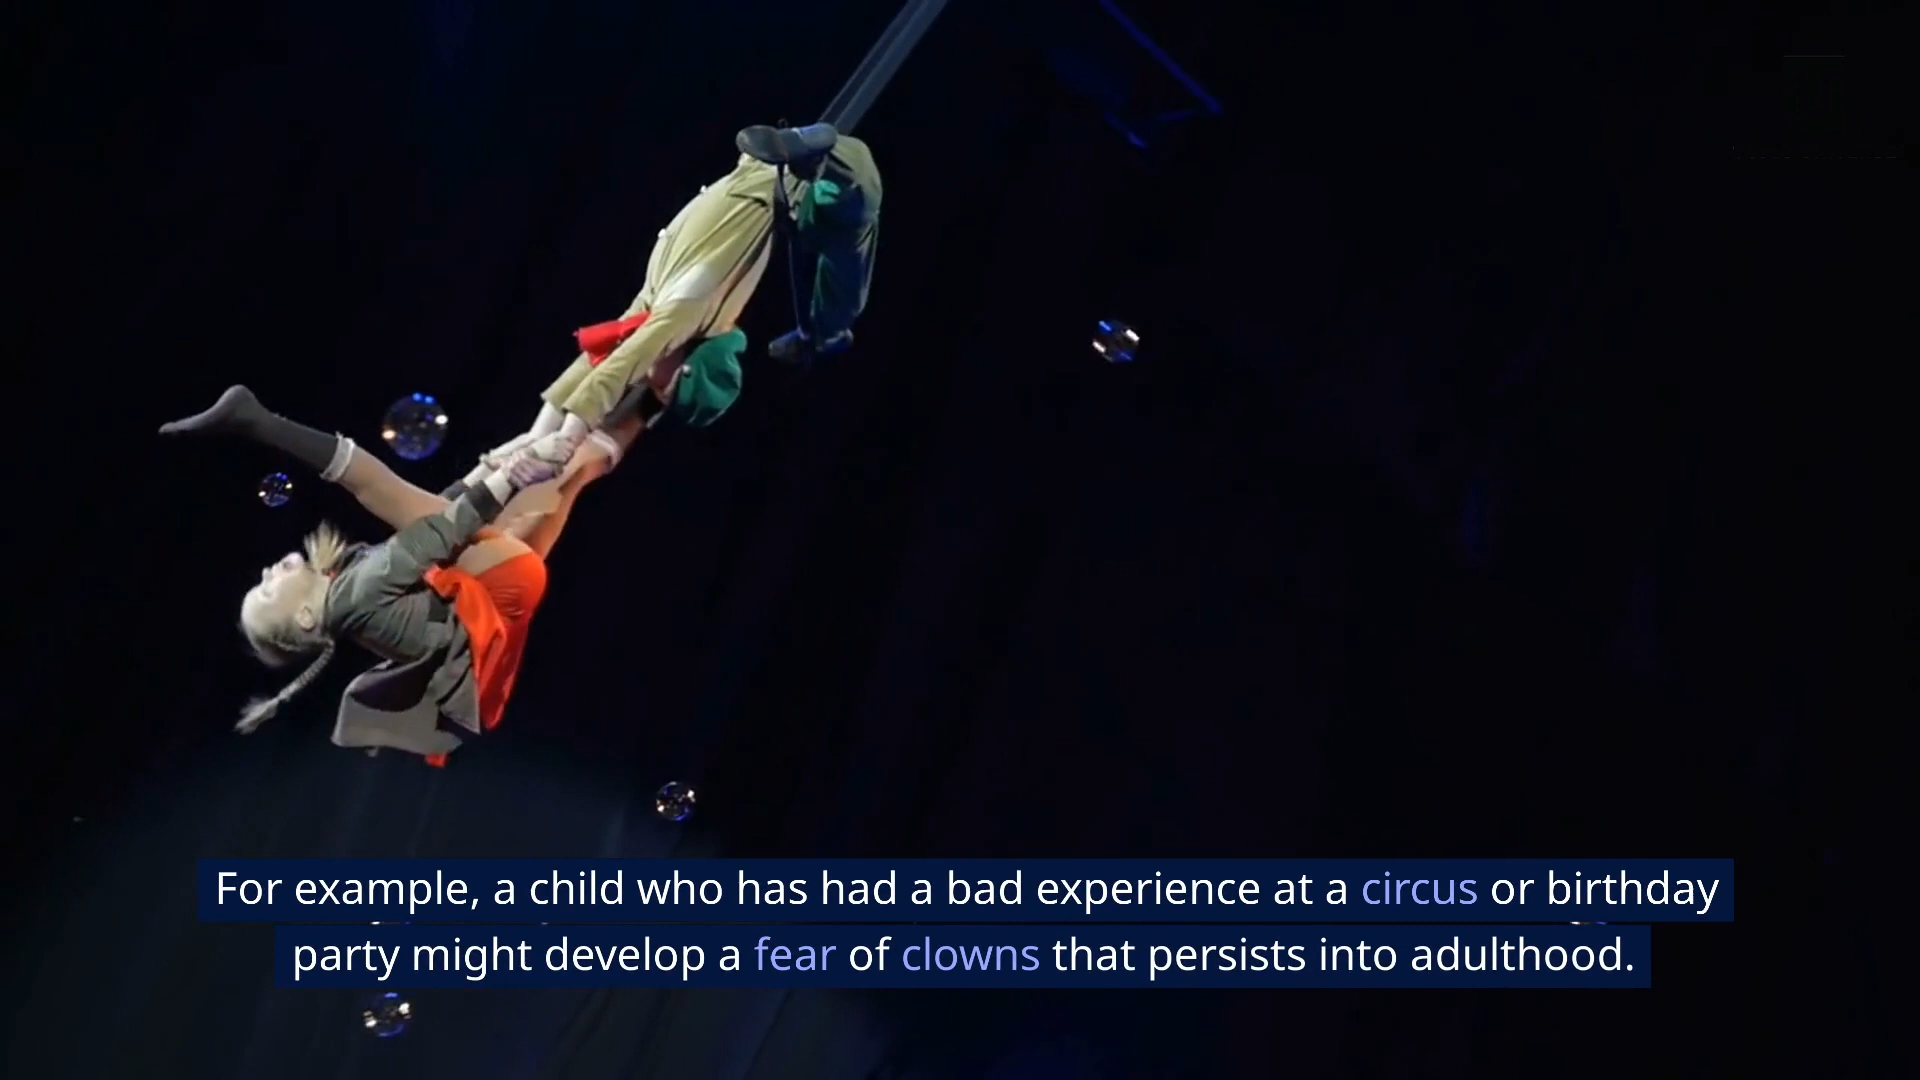 For example, a child who has had a bad experience at a circus or birthday
party might develop a fear of clowns that persists into adulthood.